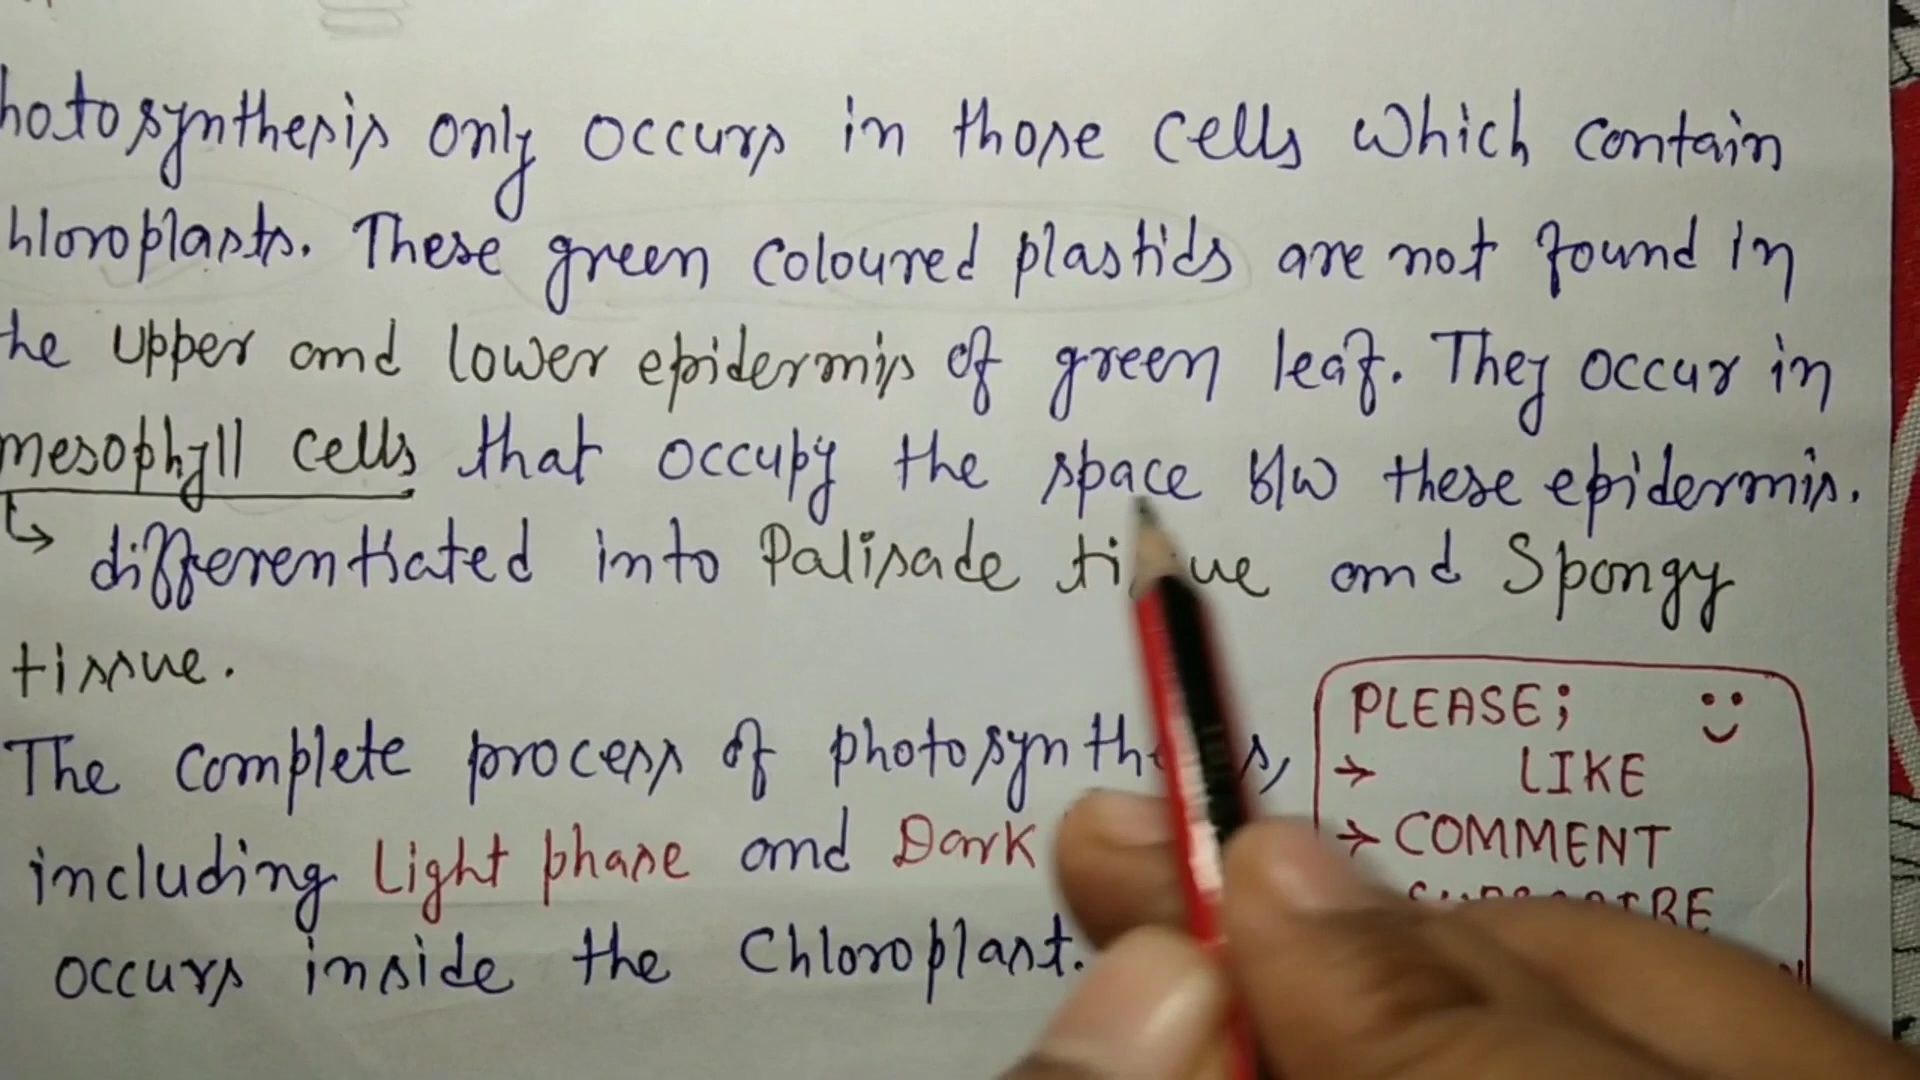 hotosynthesis only occurs in those cells which contain
hloroplasts. These green coloured plastids are not found in
he upper and lower epidermis of green leaf. They occur in
mesophyll cells that occupy the space b/w these epidermis.
↳ differentiated into Palisade and Spongy
tissue.
The complete process of
including Light phase and Dark
occurs inside the Chloroplast.
PLEASE;
→ LIKE
→ COMMENT